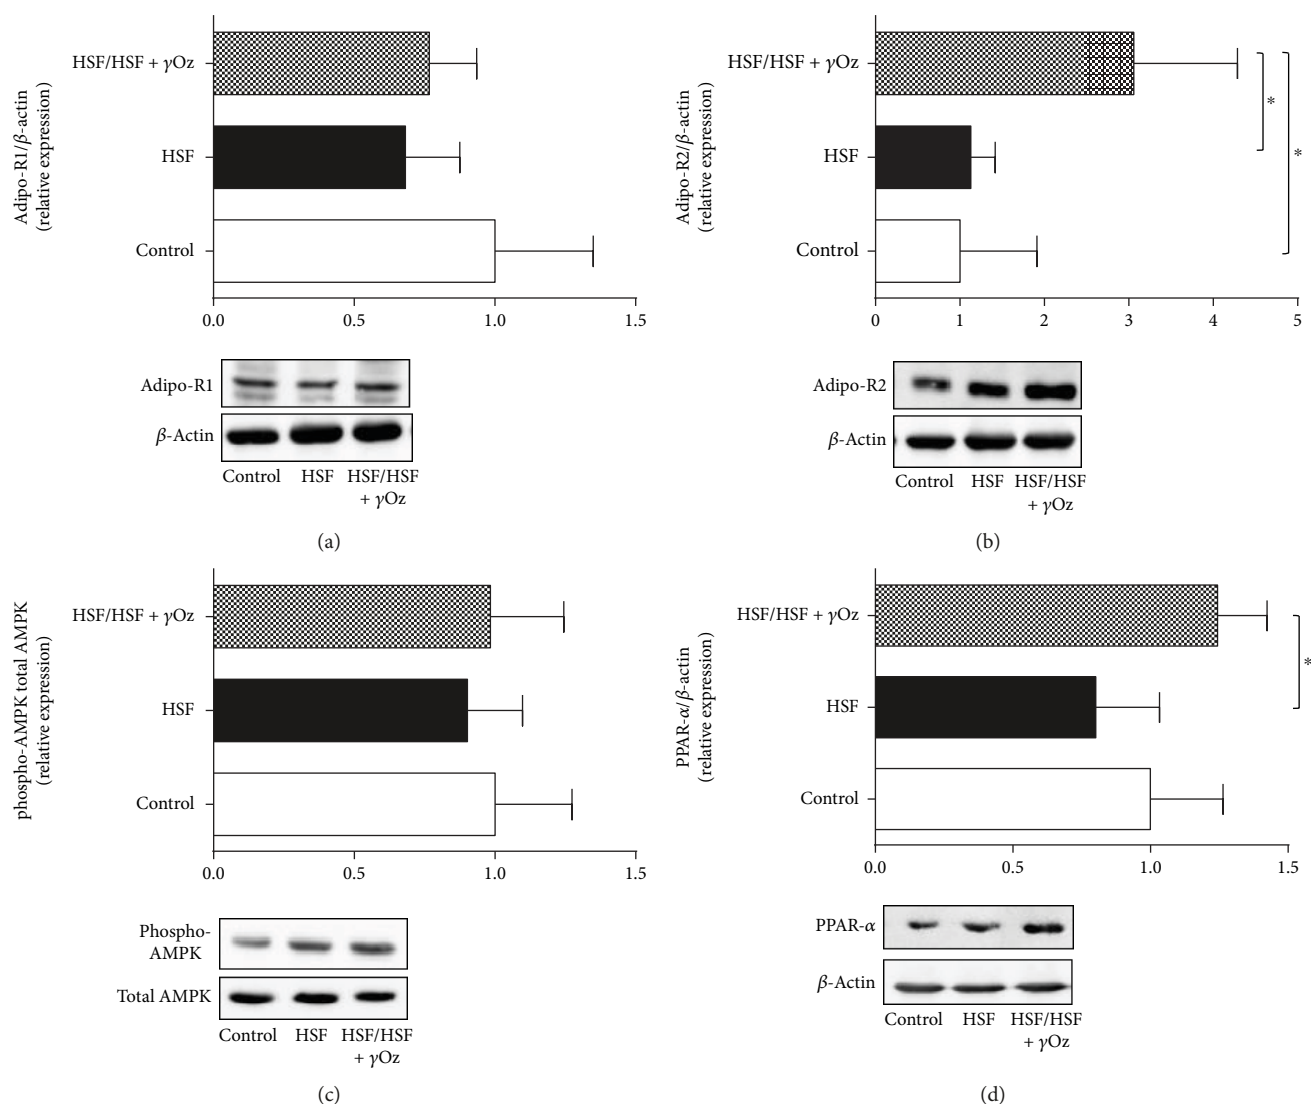 Adipo-R1/β-actin
(relative expression)
HSF/HSF + γOz
HSF
Control
0.0 0.5 1.0 1.5
Adipo-R1
β-Actin
Control HSF HSF/HSF
+ γOz
(a)
Adipo-R2/β-actin
(relative expression)
HSF/HSF + γOz
HSF
Control
*
*
0 1 2 3 4 5
Adipo-R2
β-Actin
Control HSF HSF/HSF
+ γOz
(b)
phospho-AMPK total AMPK
(relative expression)
HSF/HSF + γOz
HSF
Control
0.0 0.5 1.0 1.5
Phospho-
AMPK
Total AMPK
Control HSF HSF/HSF
+ γOz
(c)
PPAR-α/β-actin
(relative expression)
HSF/HSF + γOz
HSF
Control
*
0.0 0.5 1.0 1.5
PPAR-α
β-Actin
Control HSF HSF/HSF
+ γOz
(d)